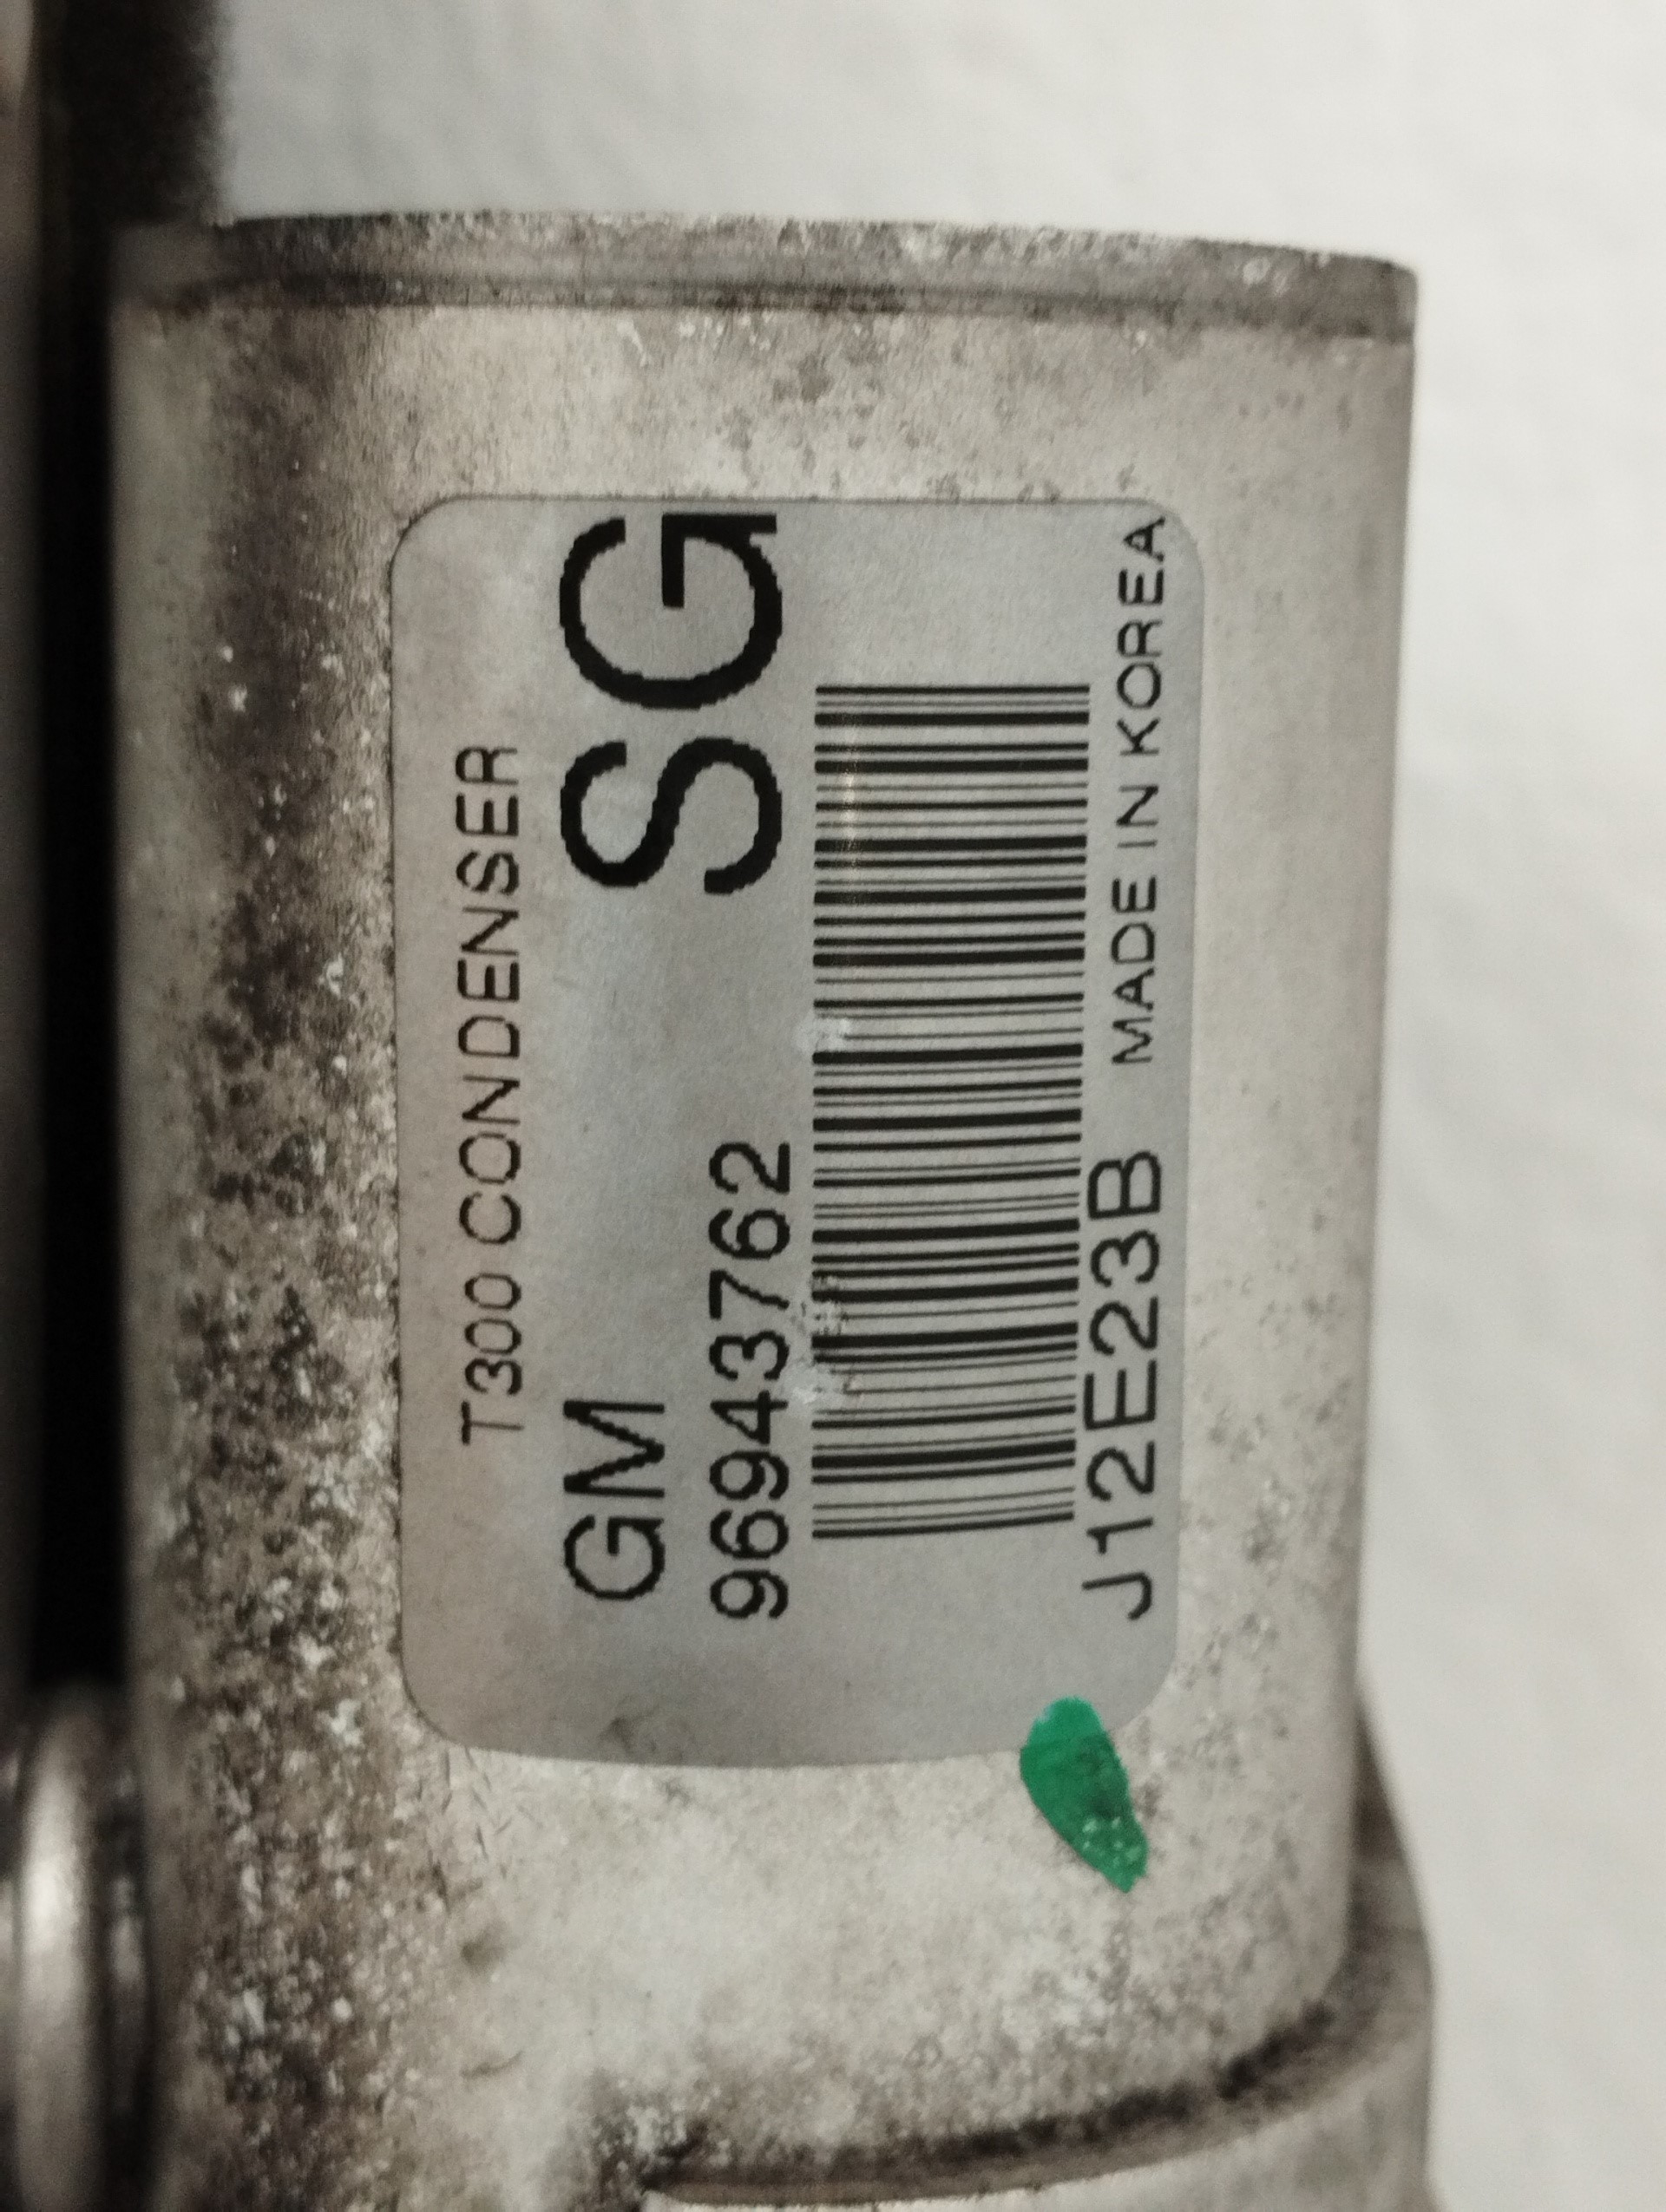 T300 CONDENSER
GM SG
96943762
J12E23B MADE IN KOREA